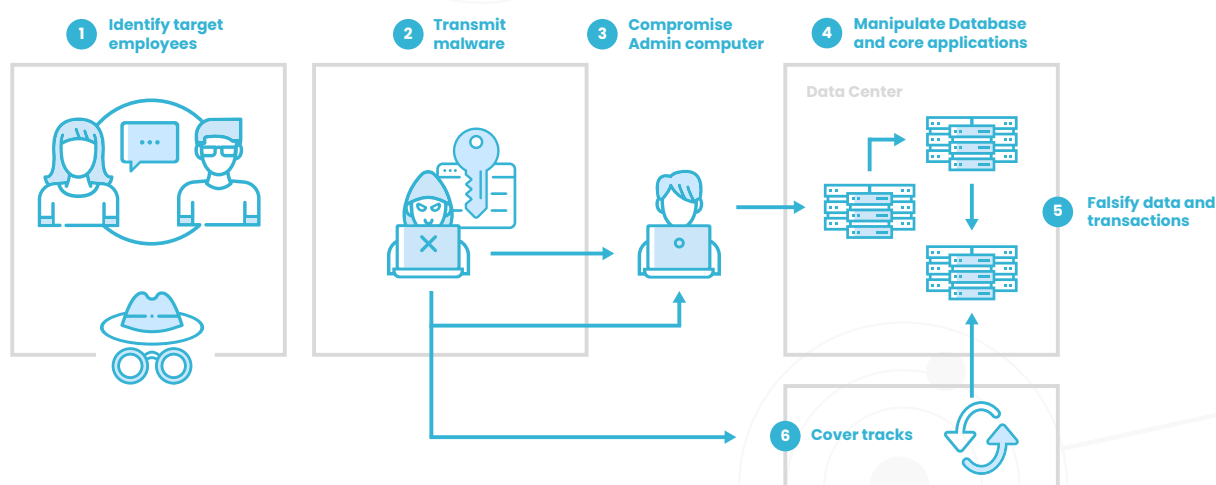 1
Identify target
employees
2
Transmit
malware
3
Compromise
Admin computer
4
Manipulate Database
and core applications
Data Center
5
Falsify data and
transactions
6
Cover tracks